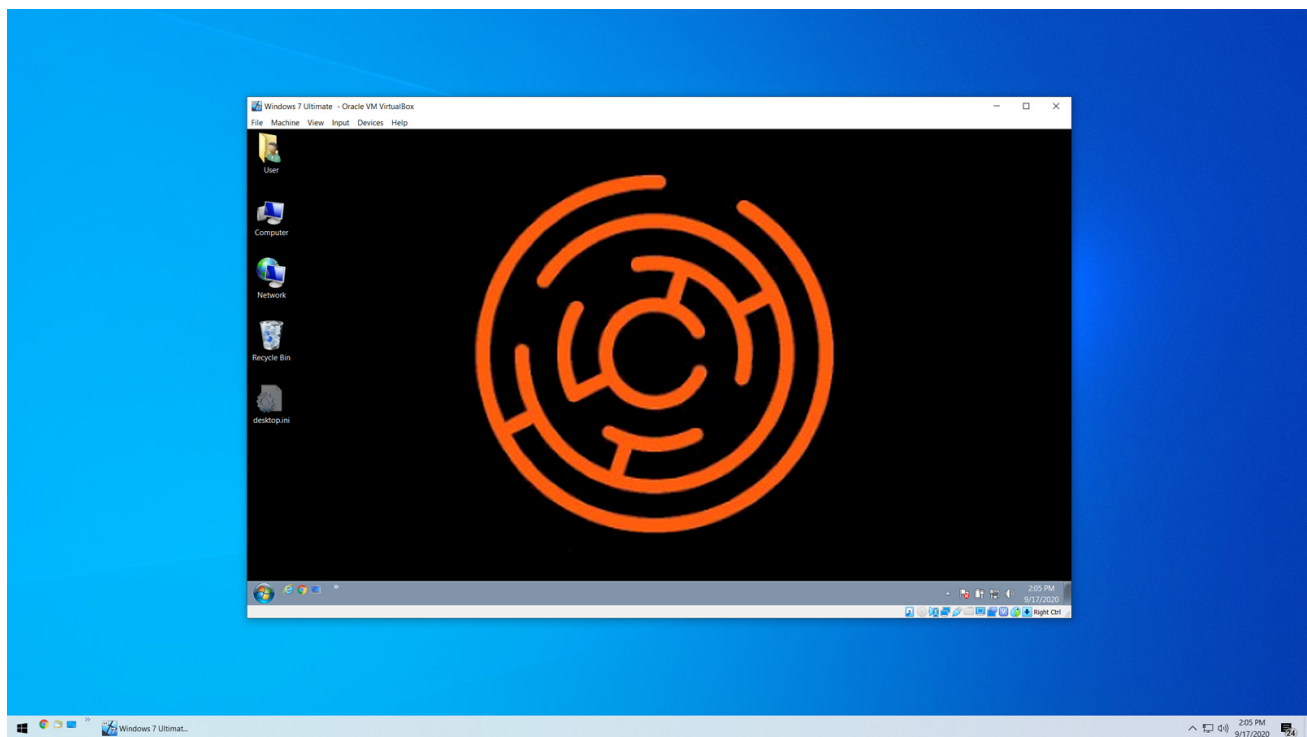 Windows 7 Ultimate - Oracle VM VirtualBox
File Machine View Input Devices Help
User
Computer
Network
Recycle Bin
desktop.ini
2:05 PM
9/17/2020
Right Ctrl
Windows 7 Ultimat...
2:05 PM
9/17/2020
24